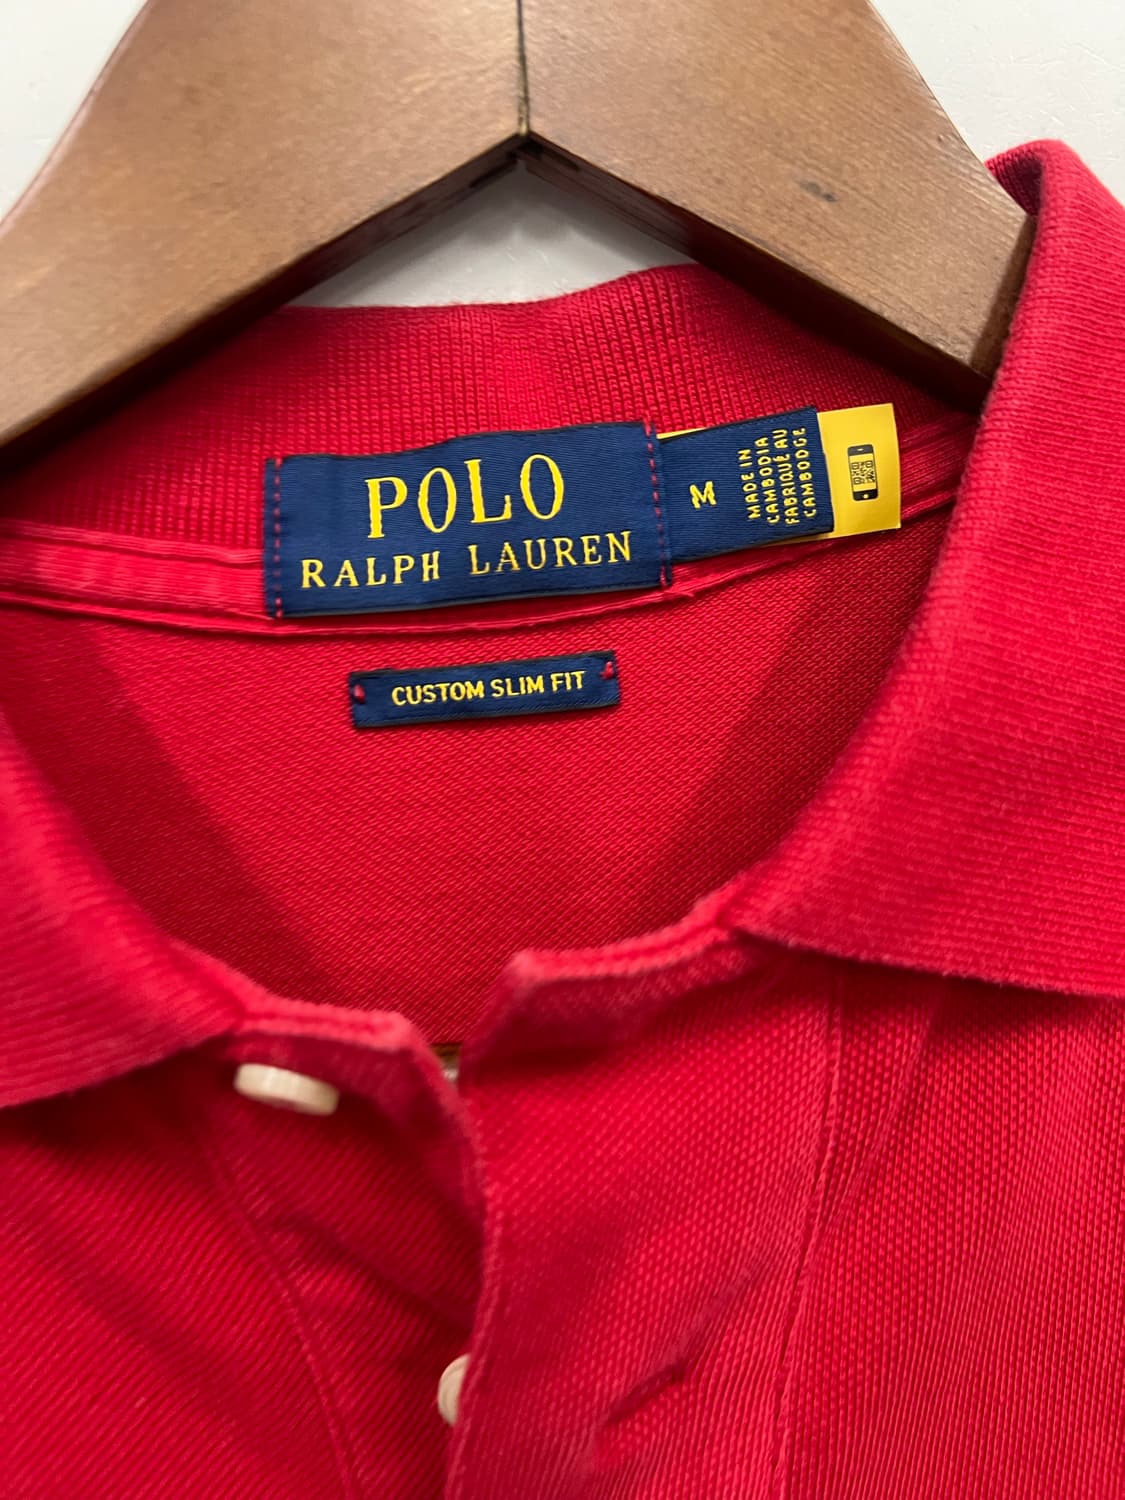 POLO
RALPH LAUREN
M
MADE IN
CAMBODIA
FABRIQUÉ AU
CAMBODGE
CUSTOM SLIM FIT